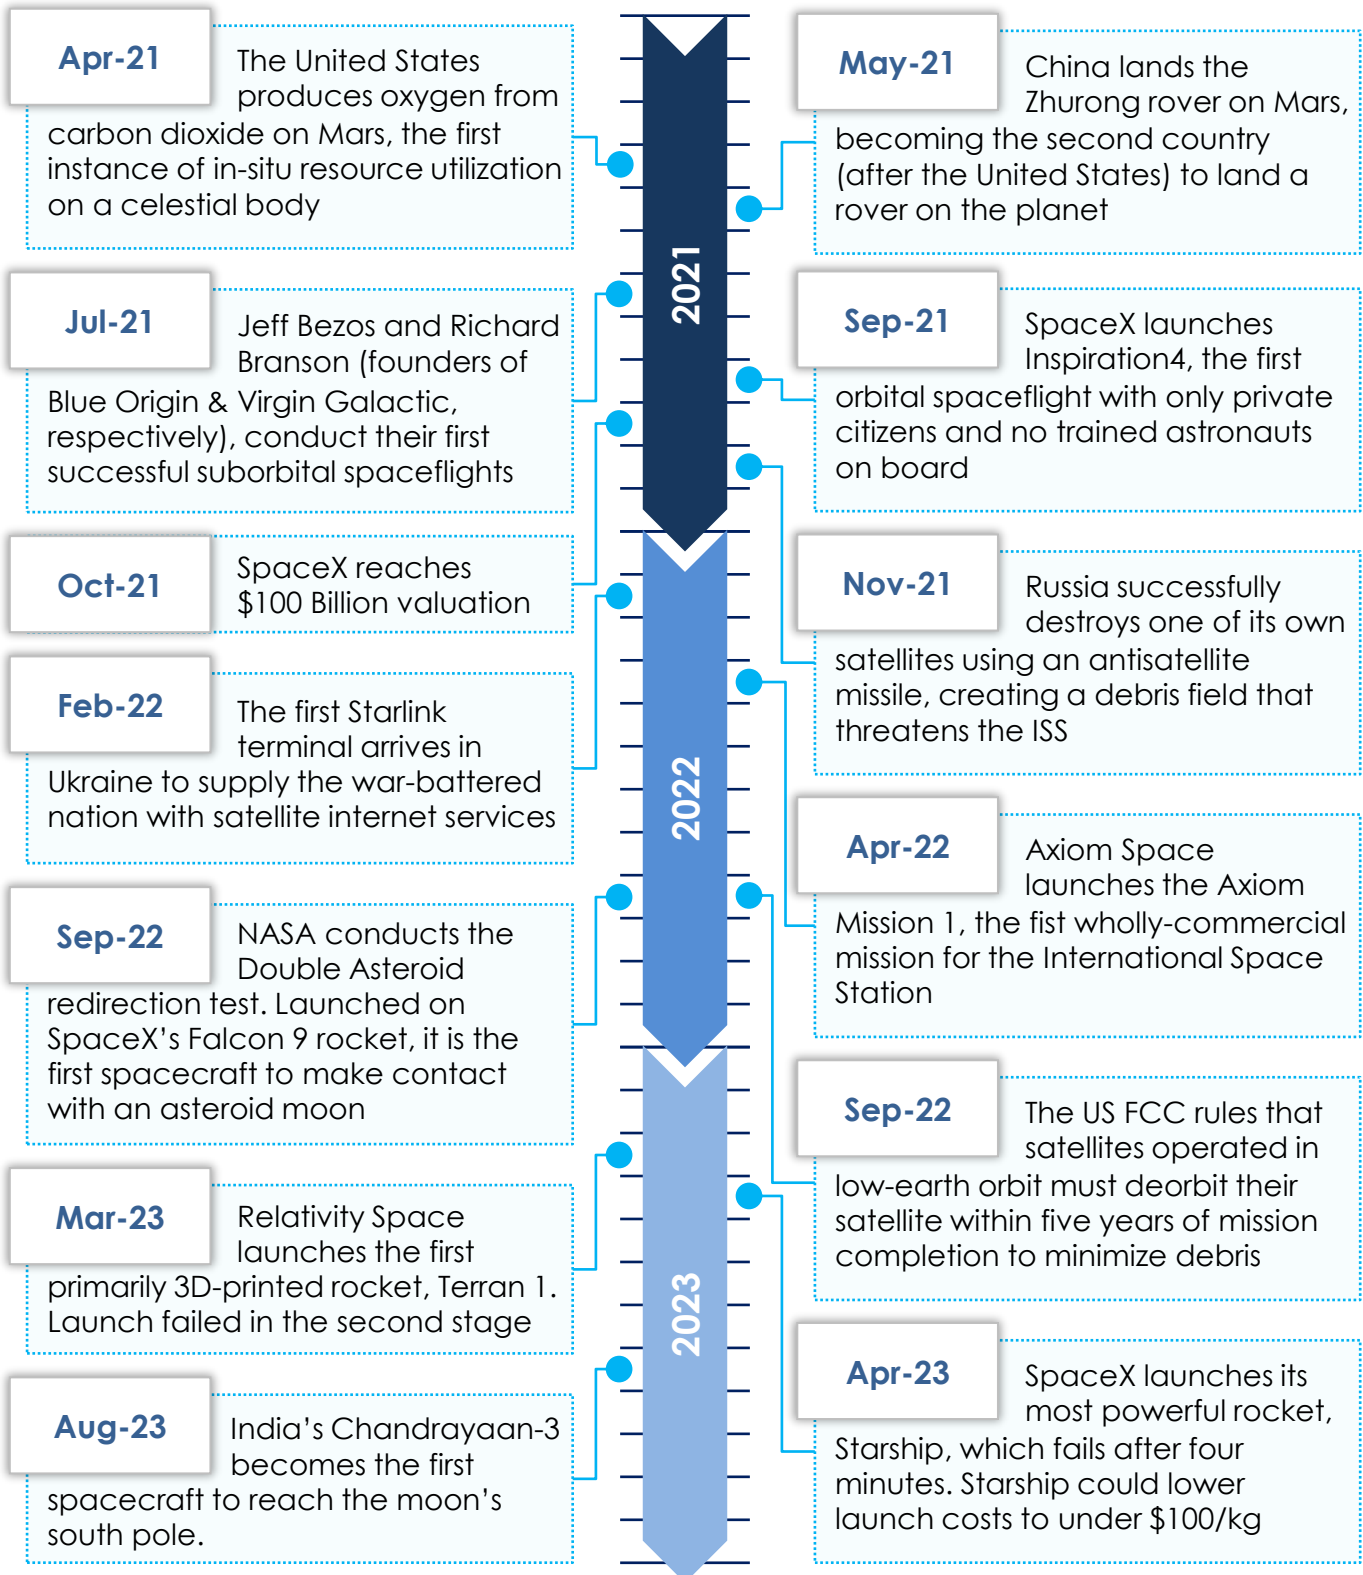 Apr-21
The United States
produces oxygen from
carbon dioxide on Mars, the first
instance of in-situ resource utilization
on a celestial body
May-21
China lands the
Zhurong rover on Mars,
becoming the second country
(after the United States) to land a
rover on the planet
2021
Jul-21
Jeff Bezos and Richard
Branson (founders of
Blue Origin & Virgin Galactic,
respectively), conduct their first
successful suborbital spaceflights
Sep-21
SpaceX launches
Inspiration4, the first
orbital spaceflight with only private
citizens and no trained astronauts
on board
Oct-21
SpaceX reaches
$100 Billion valuation
Nov-21
Russia successfully
destroys one of its own
satellites using an antisatellite
missile, creating a debris field that
threatens the ISS
Feb-22
The first Starlink
terminal arrives in
Ukraine to supply the war-battered
nation with satellite internet services
2022
Apr-22
Axiom Space
launches the Axiom
Mission 1, the fist wholly-commercial
mission for the International Space
Station
Sep-22
NASA conducts the
Double Asteroid
redirection test. Launched on
SpaceX's Falcon 9 rocket, it is the
first spacecraft to make contact
with an asteroid moon
Sep-22
The US FCC rules that
satellites operated in
low-earth orbit must deorbit their
satellite within five years of mission
completion to minimize debris
Mar-23
Relativity Space
launches the first
primarily 3D-printed rocket, Terran 1.
Launch failed in the second stage
2023
Apr-23
SpaceX launches its
most powerful rocket,
Starship, which fails after four
minutes. Starship could lower
launch costs to under $100/kg
Aug-23
India's Chandrayaan-3
becomes the first
spacecraft to reach the moon's
south pole.